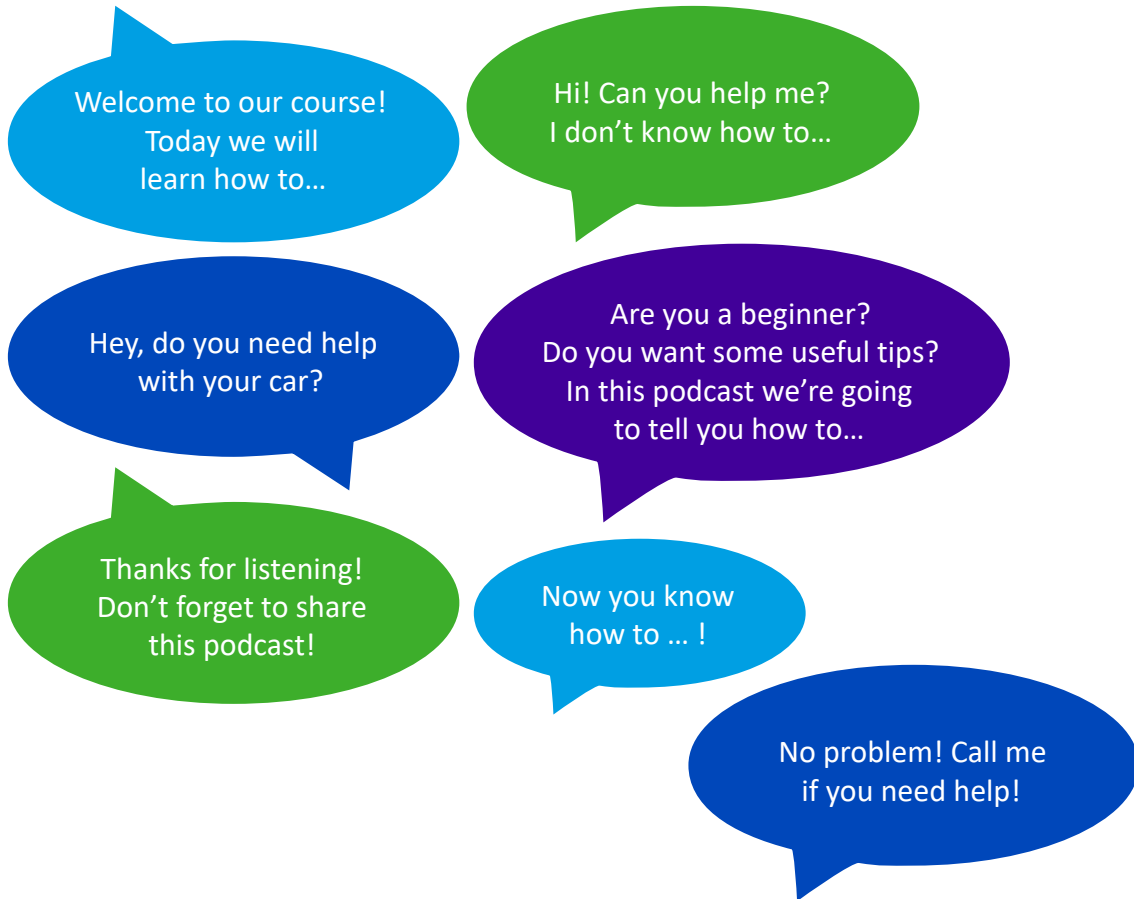 Welcome to our course!
Today we will
learn how to…
Hi! Can you help me?
I don’t know how to…
Hey, do you need help
with your car?
Are you a beginner?
Do you want some useful tips?
In this podcast we’re going
to tell you how to…
Thanks for listening!
Don’t forget to share
this podcast!
Now you know
how to … !
No problem! Call me
if you need help!